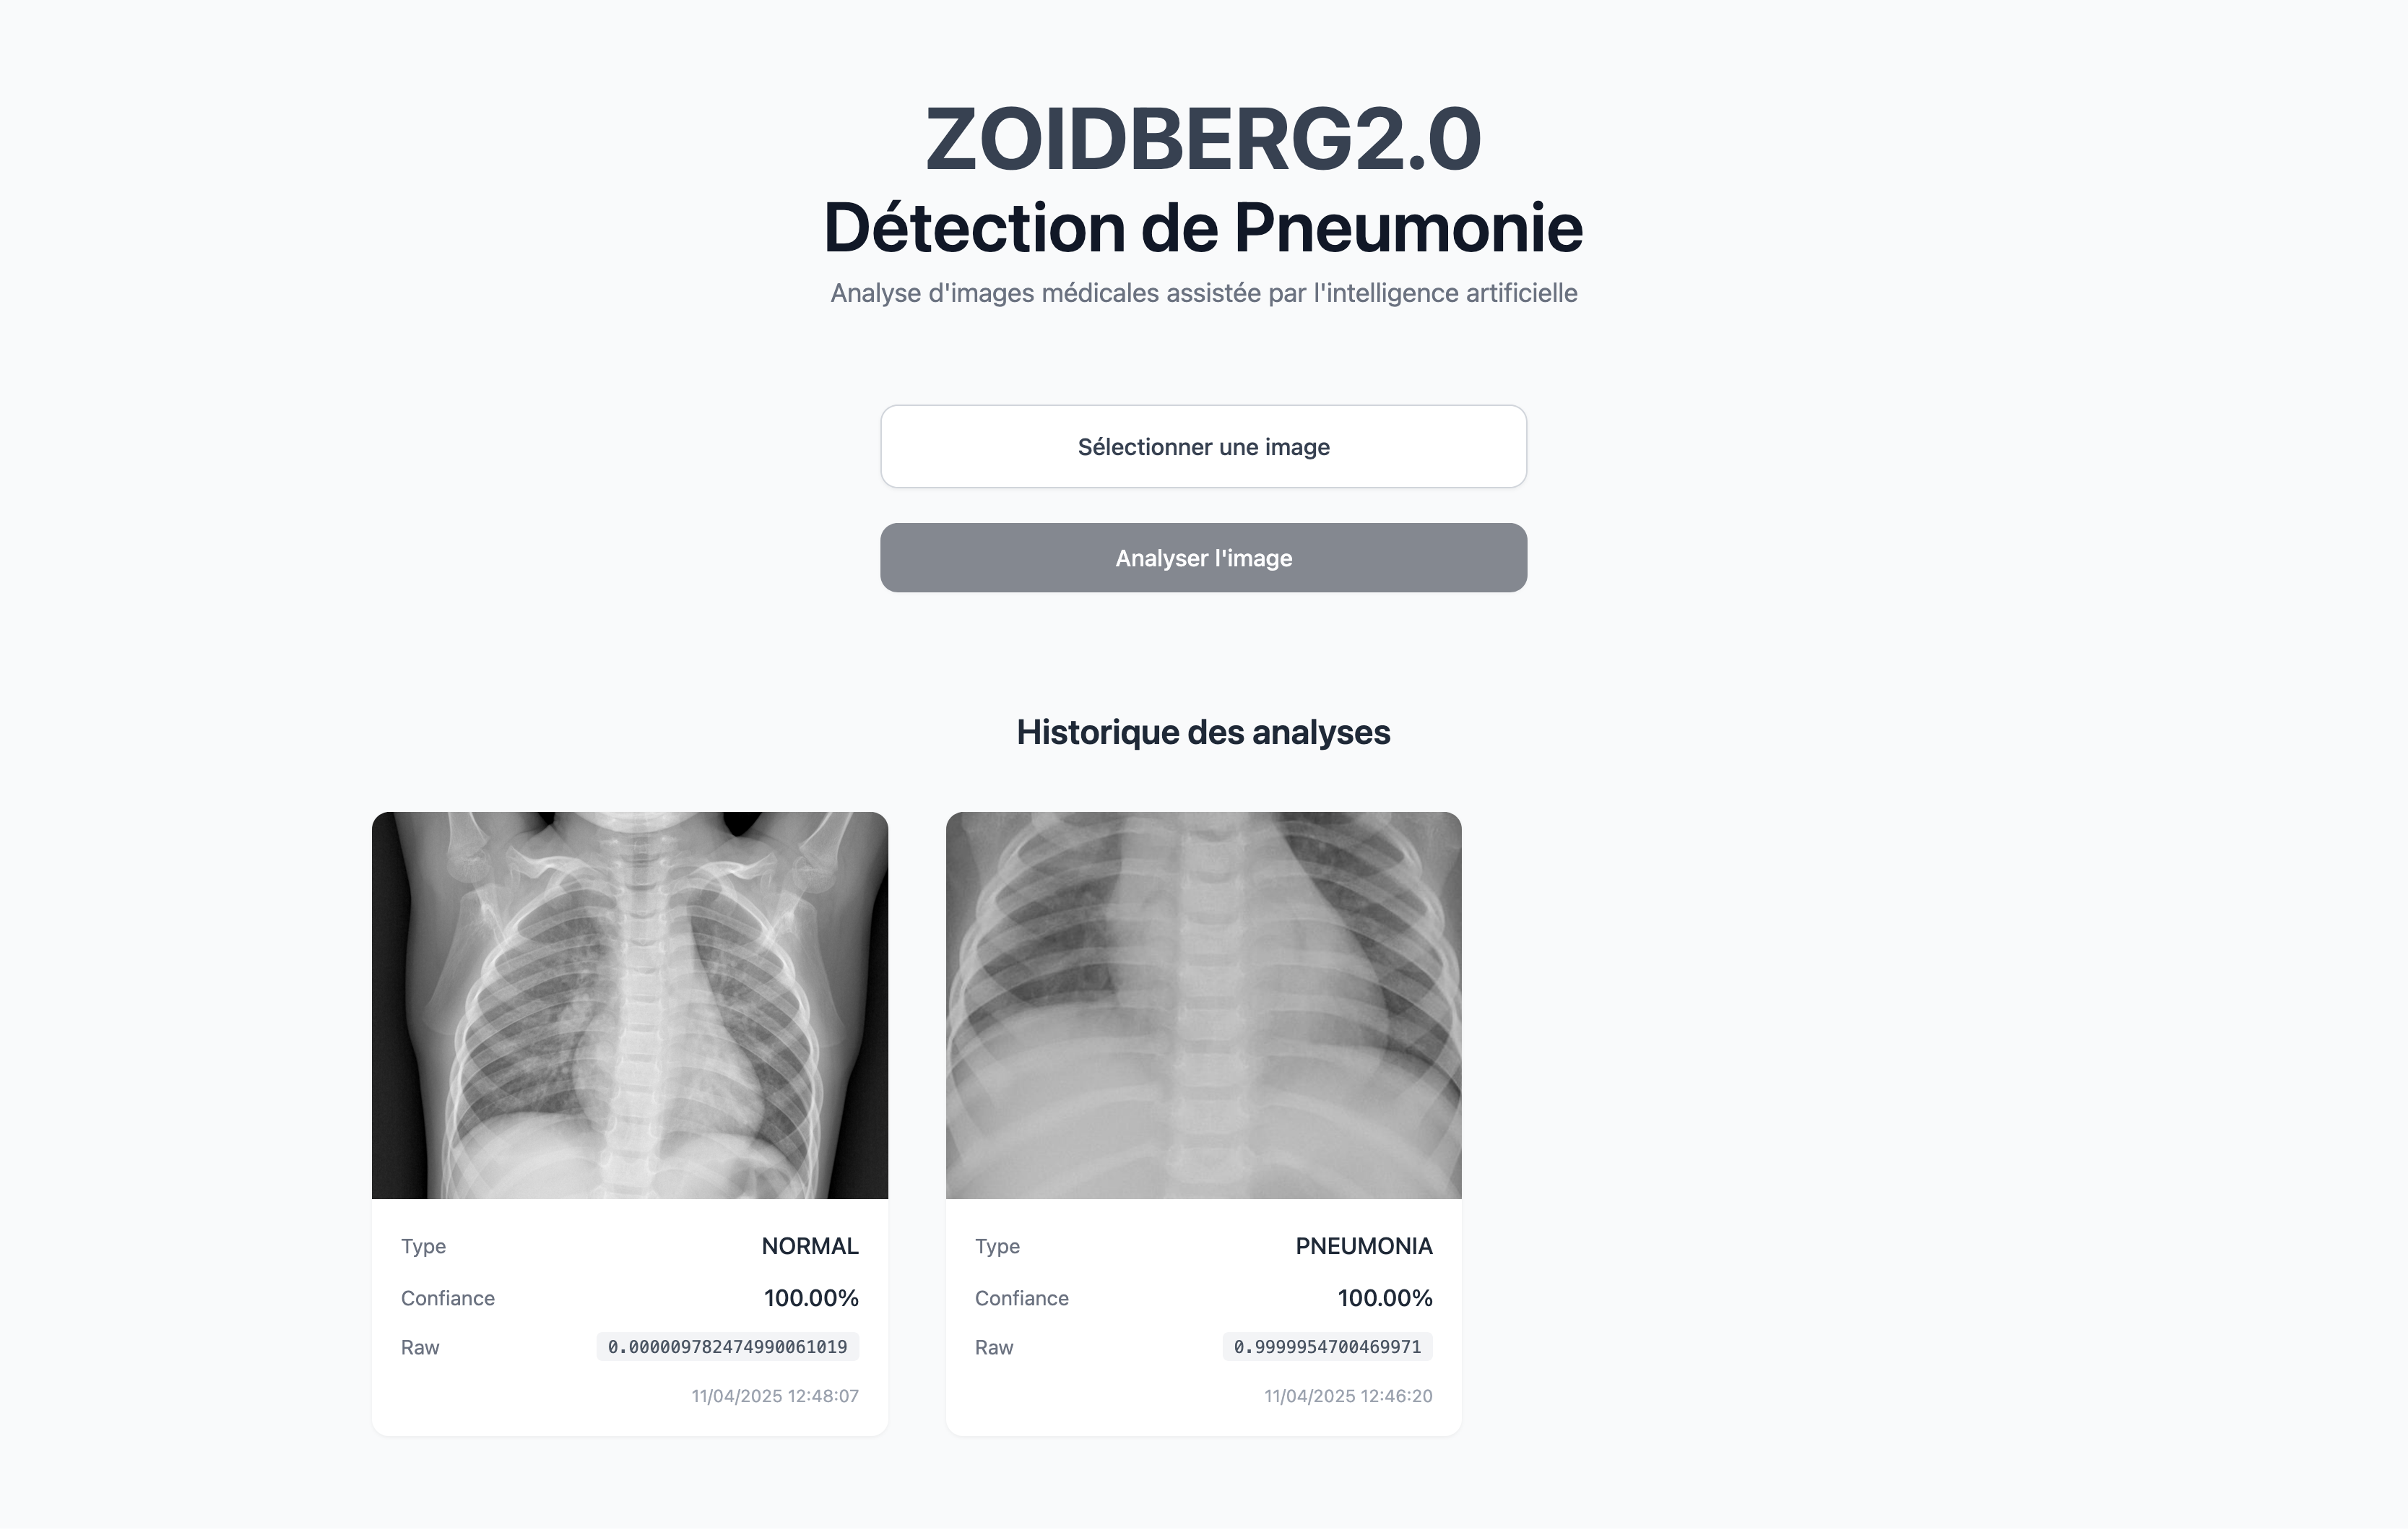 ZOIDBERG2.0
Détection de Pneumonie
Analyse d'images médicales assistée par l'intelligence artificielle
Sélectionner une image
Analyser l'image
Historique des analyses
Type NORMAL
Confiance 100.00%
Raw 0.000009782474990061019
11/04/2025 12:48:07
Type PNEUMONIA
Confiance 100.00%
Raw 0.9999954700469971
11/04/2025 12:46:20